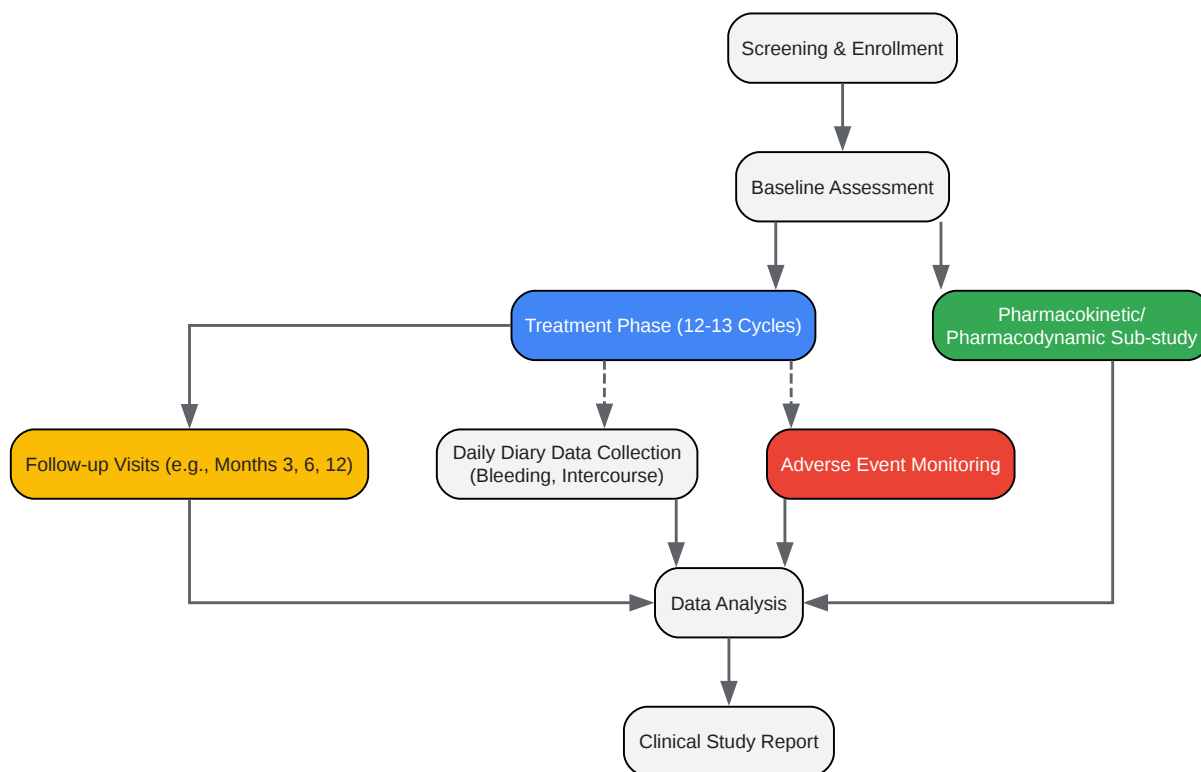 Screening & Enrollment
Baseline Assessment
Treatment Phase (12-13 Cycles)
Pharmacokinetic/
Pharmacodynamic Sub-study
Follow-up Visits (e.g., Months 3, 6, 12)
Daily Diary Data Collection
(Bleeding, Intercourse)
Adverse Event Monitoring
Data Analysis
Clinical Study Report